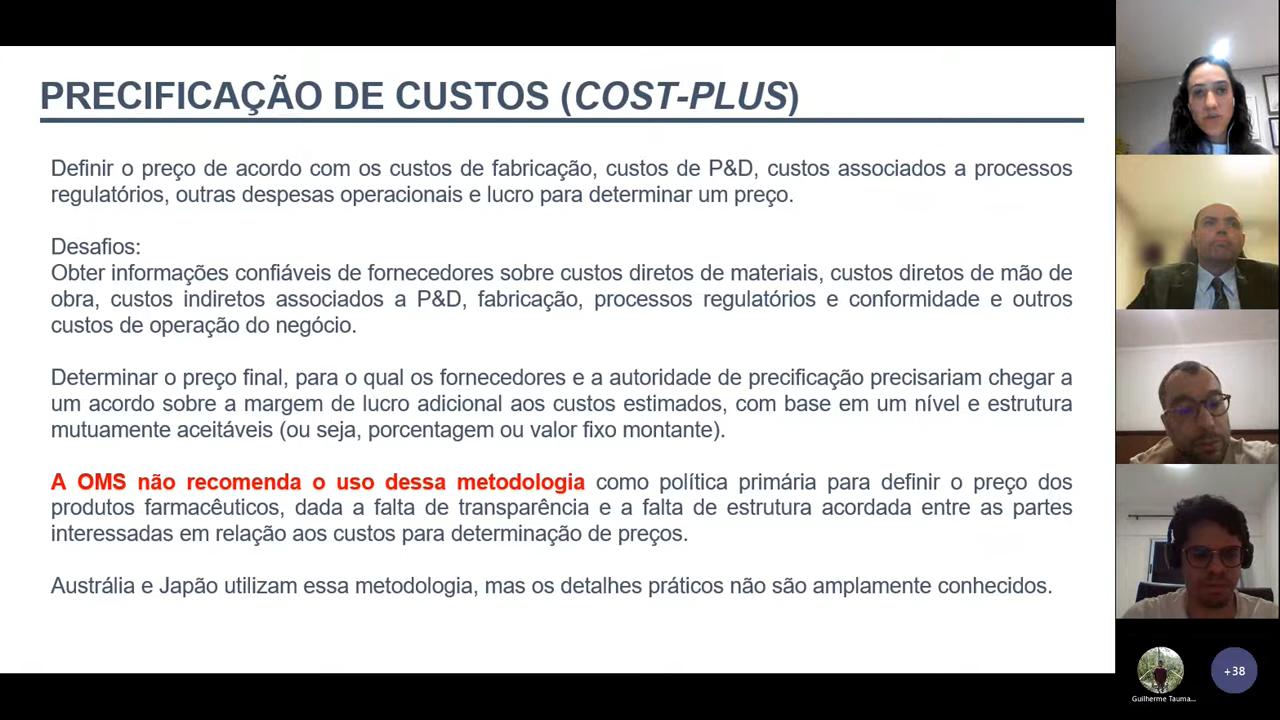 PRECIFICAÇÃO DE CUSTOS (COST-PLUS)
Definir o preço de acordo com os custos de fabricação, custos de P&D, custos associados a processos
regulatórios, outras despesas operacionais e lucro para determinar um preço.
Desafios:
Obter informações confiáveis de fornecedores sobre custos diretos de materiais, custos diretos de mão de
obra, custos indiretos associados a P&D, fabricação, processos regulatórios e conformidade e outros
custos de operação do negócio.
Determinar o preço final, para o qual os fornecedores e a autoridade de precificação precisariam chegar a
um acordo sobre a margem de lucro adicional aos custos estimados, com base em um nível e estrutura
mutuamente aceitáveis (ou seja, porcentagem ou valor fixo montante).
A OMS não recomenda o uso dessa metodologia como política primária para definir o preço dos
produtos farmacêuticos, dada a falta de transparência e a falta de estrutura acordada entre as partes
interessadas em relação aos custos para determinação de preços.
Austrália e Japão utilizam essa metodologia, mas os detalhes práticos não são amplamente conhecidos.
Guilherme Tauma...
+38